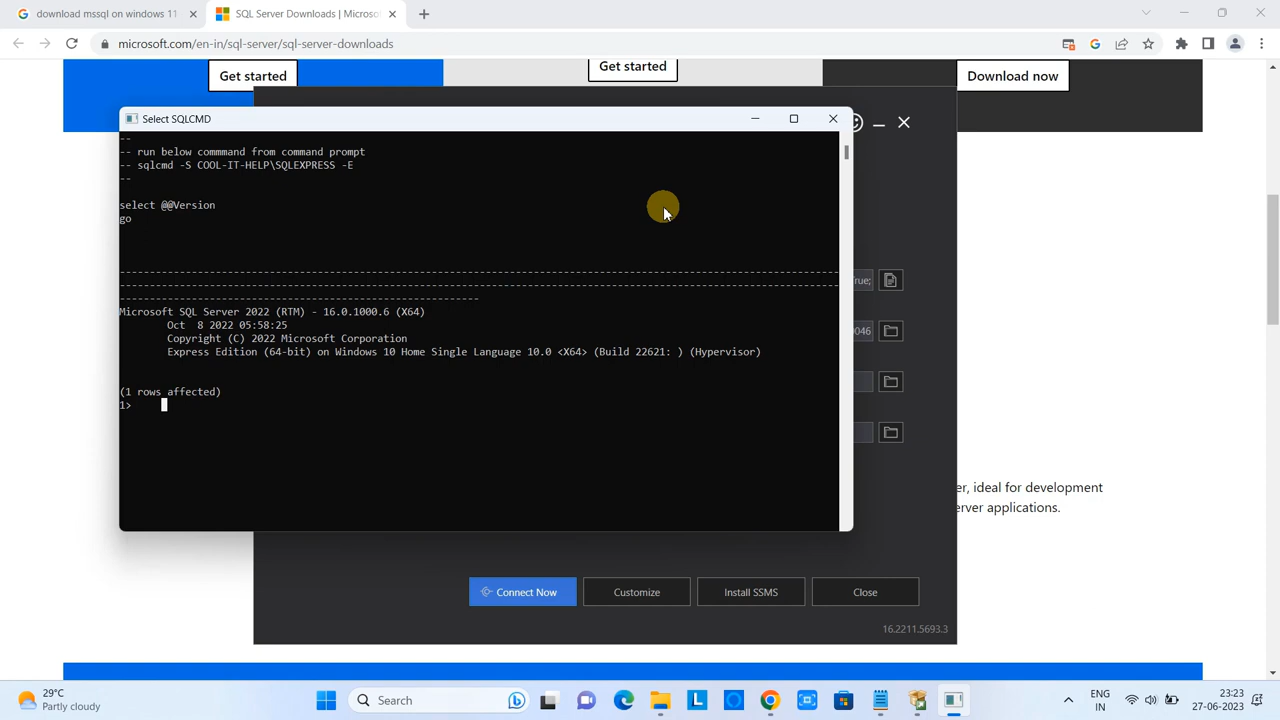 download mssql on windows 11
SQL Server Downloads | Microsof
microsoft.com/en-in/sql-server/sql-server-downloads
Get started
Get started
Download now
Select SQLCMD
--
-- run below commmand from command prompt
-- sqlcmd -S COOL-IT-HELP\SQLEXPRESS -E
--
select @@Version
go
Microsoft SQL Server 2022 (RTM) - 16.0.1000.6 (X64)
Oct 8 2022 05:58:25
Copyright (C) 2022 Microsoft Corporation
Express Edition (64-bit) on Windows 10 Home Single Language 10.0 <X64> (Build 22621: ) (Hypervisor)
(1 rows affected)
1>
True;
0046
er, ideal for development
erver applications.
Connect Now
Customize
Install SSMS
Close
16.2211.5693.3
29°C
Partly cloudy
Search
ENG
IN
23:23
27-06-2023